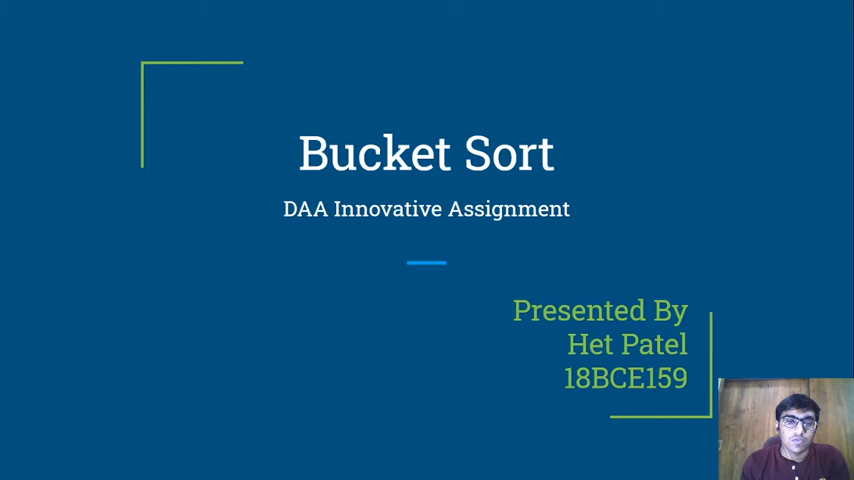 Bucket Sort
DAA Innovative Assignment
Presented By
Het Patel
18BCE159